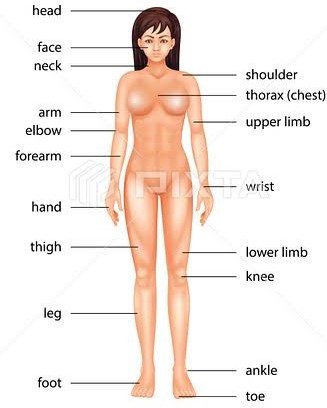 head
face
neck
shoulder
thorax (chest)
arm
upper limb
elbow
forearm
wrist
hand
thigh
lower limb
knee
leg
ankle
foot
toe
PIXTA